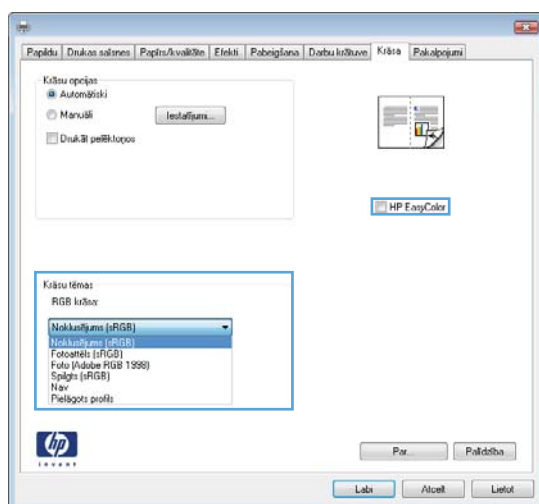 Papildu Drukas saīsnes Papīrs/kvalitāte Efekti Pabeigšana Darbu krātuve Krāsa Pakalpojumi
Krāsu opcijas
Automātiski
Manuāli
Iestatījumi...
Drukāt pelēktoņos
HP EasyColor
Krāsu tēmas
RGB krāsa:
Noklusējums (sRGB)
Noklusējums (sRGB)
Fotoattēls (sRGB)
Foto (Adobe RGB 1998)
Spilgts (sRGB)
Nav
Pielāgots profils
hp
invent
Par... Palīdzība
Labi Atcelt Lietot